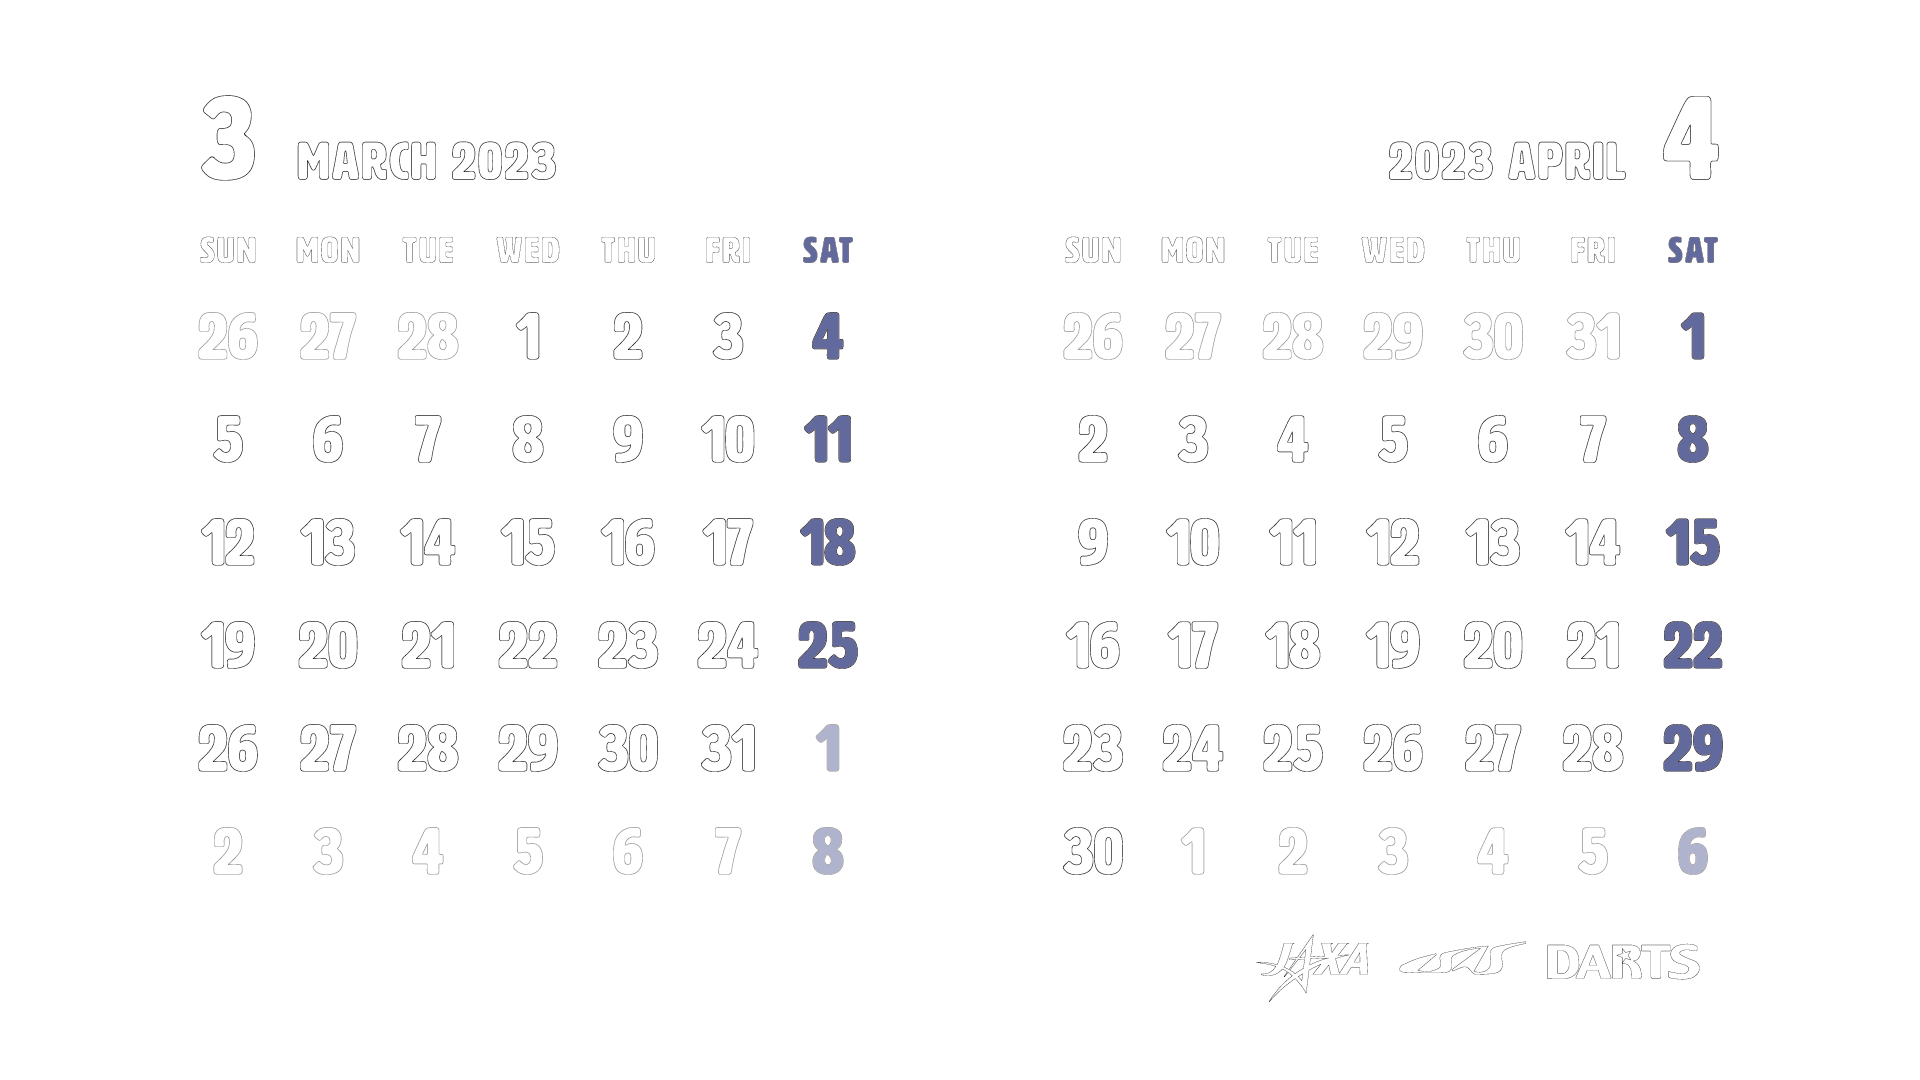 3 MARCH 2023
SUN MON TUE WED THU FRI SAT
26 27 28 1 2 3 4
5 6 7 8 9 10 11
12 13 14 15 16 17 18
19 20 21 22 23 24 25
26 27 28 29 30 31 1
2 3 4 5 6 7 8
2023 APRIL 4
SUN MON TUE WED THU FRI SAT
26 27 28 29 30 31 1
2 3 4 5 6 7 8
9 10 11 12 13 14 15
16 17 18 19 20 21 22
23 24 25 26 27 28 29
30 1 2 3 4 5 6
JAXA ISAS DARTS